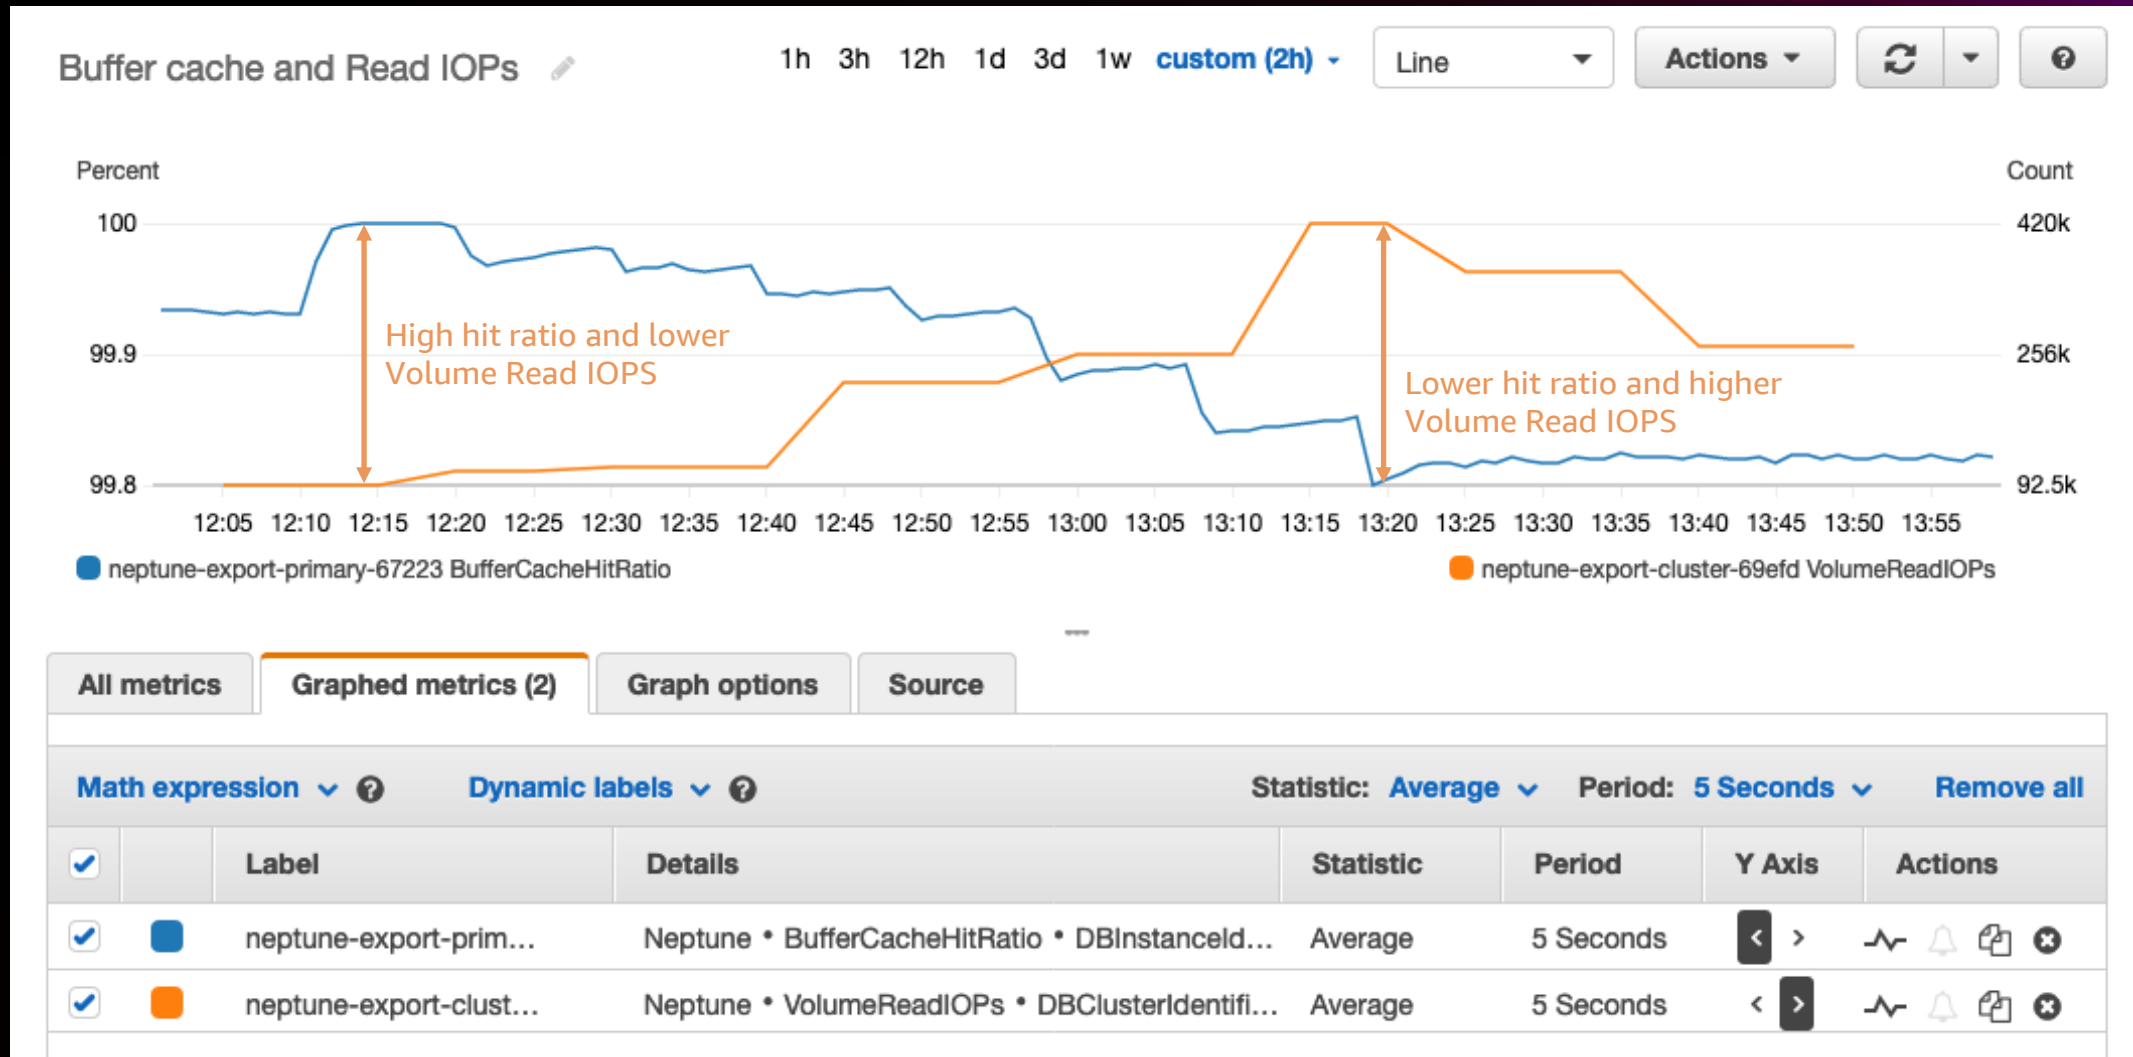 Buffer cache and Read IOPs
1h 3h 12h 1d 3d 1w custom (2h)
Line
Actions
Percent
Count
100
420k
High hit ratio and lower
Volume Read IOPS
99.9
256k
Lower hit ratio and higher
Volume Read IOPS
99.8
92.5k
12:05 12:10 12:15 12:20 12:25 12:30 12:35 12:40 12:45 12:50 12:55 13:00 13:05 13:10 13:15 13:20 13:25 13:30 13:35 13:40 13:45 13:50 13:55
neptune-export-primary-67223 BufferCacheHitRatio
neptune-export-cluster-69efd VolumeReadIOPs
All metrics
Graphed metrics (2)
Graph options
Source
Math expression
Dynamic labels
Statistic: Average
Period: 5 Seconds
Remove all
Label Details Statistic Period Y Axis Actions
neptune-export-prim... Neptune • BufferCacheHitRatio • DBInstanceId... Average 5 Seconds < >
neptune-export-clust... Neptune • VolumeReadIOPs • DBClusterIdentifi... Average 5 Seconds < >